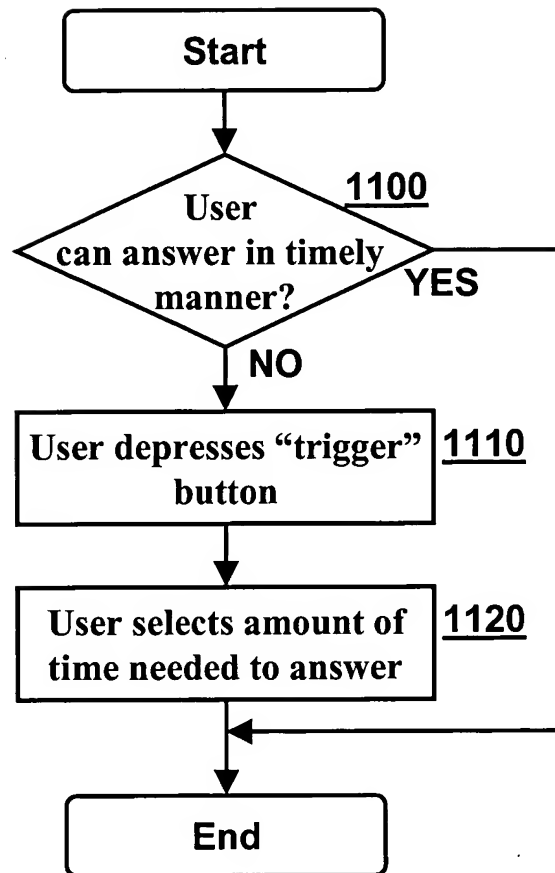 Start
1100
User
can answer in timely
manner?
YES
NO
User depresses “trigger”
button
1110
User selects amount of
time needed to answer
1120
End